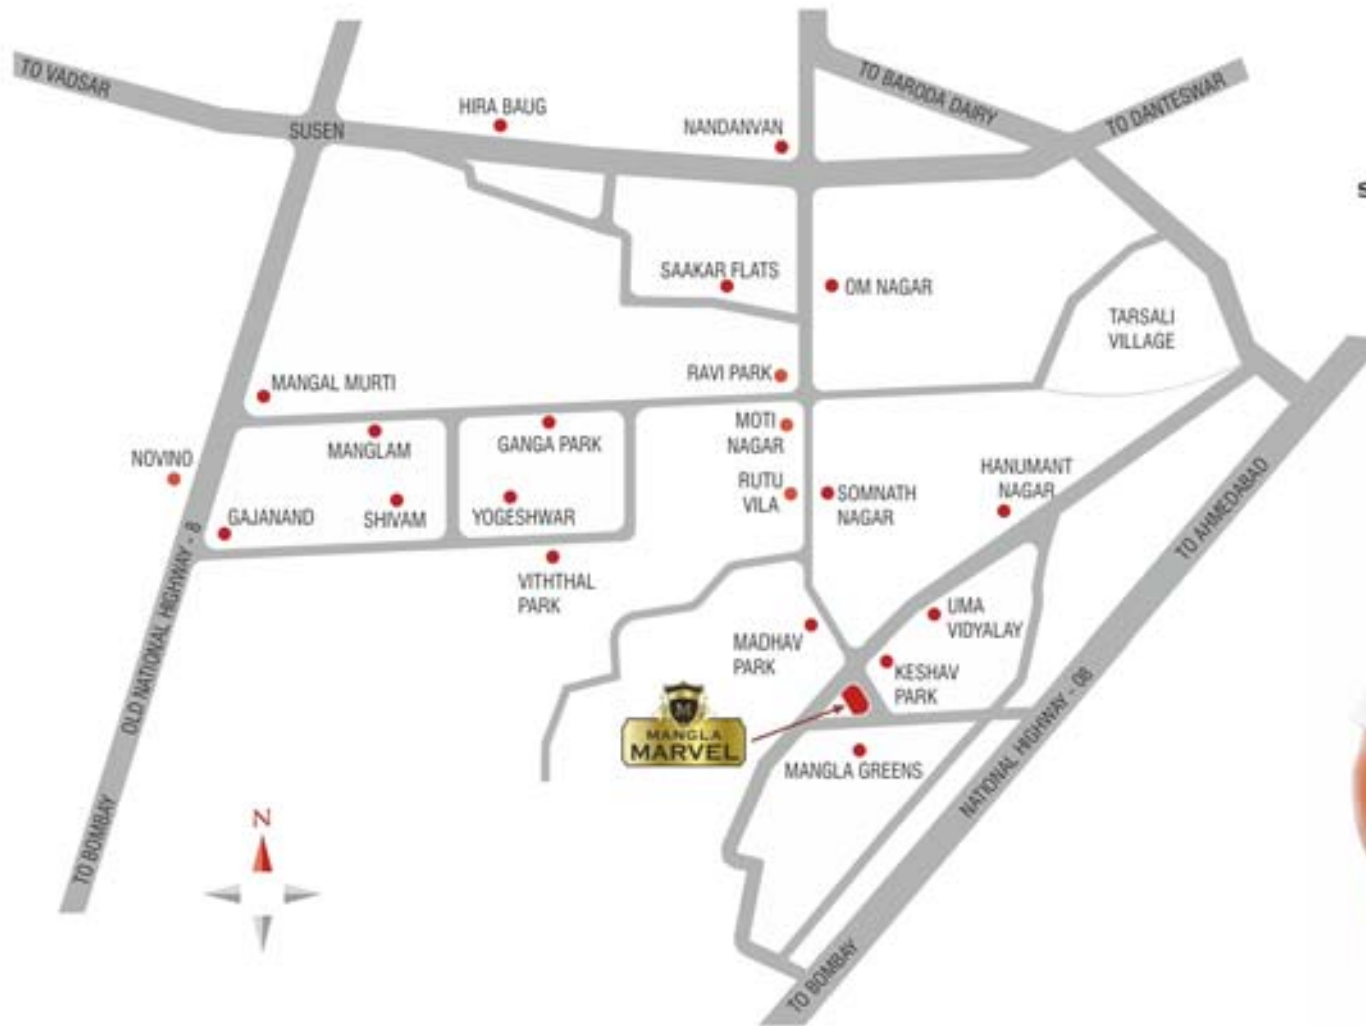 TO VADSAR
SUSEN
HIRA BAUG
NANDANVAN
TO BARODA DAIRY
TO DANTESWAR
S
SAAKAR FLATS
OM NAGAR
TARSALI
VILLAGE
RAVI PARK
MANGAL MURTI
MOTI
NAGAR
MANGLAM
GANGA PARK
NOVINO
HANUMANT
NAGAR
RUTU
VILA
SOMNATH
NAGAR
GAJANAND
SHIVAM
YOGESHWAR
TO AHMEDABAD
VITHTHAL
PARK
OLD NATIONAL HIGHWAY - 8
UMA
VIDYALAY
MADHAV
PARK
KESHAV
PARK
M
MANGLA
MARVEL
MANGLA GREENS
NATIONAL HIGHWAY - 08
N
TO BOMBAY
TO BOMBAY